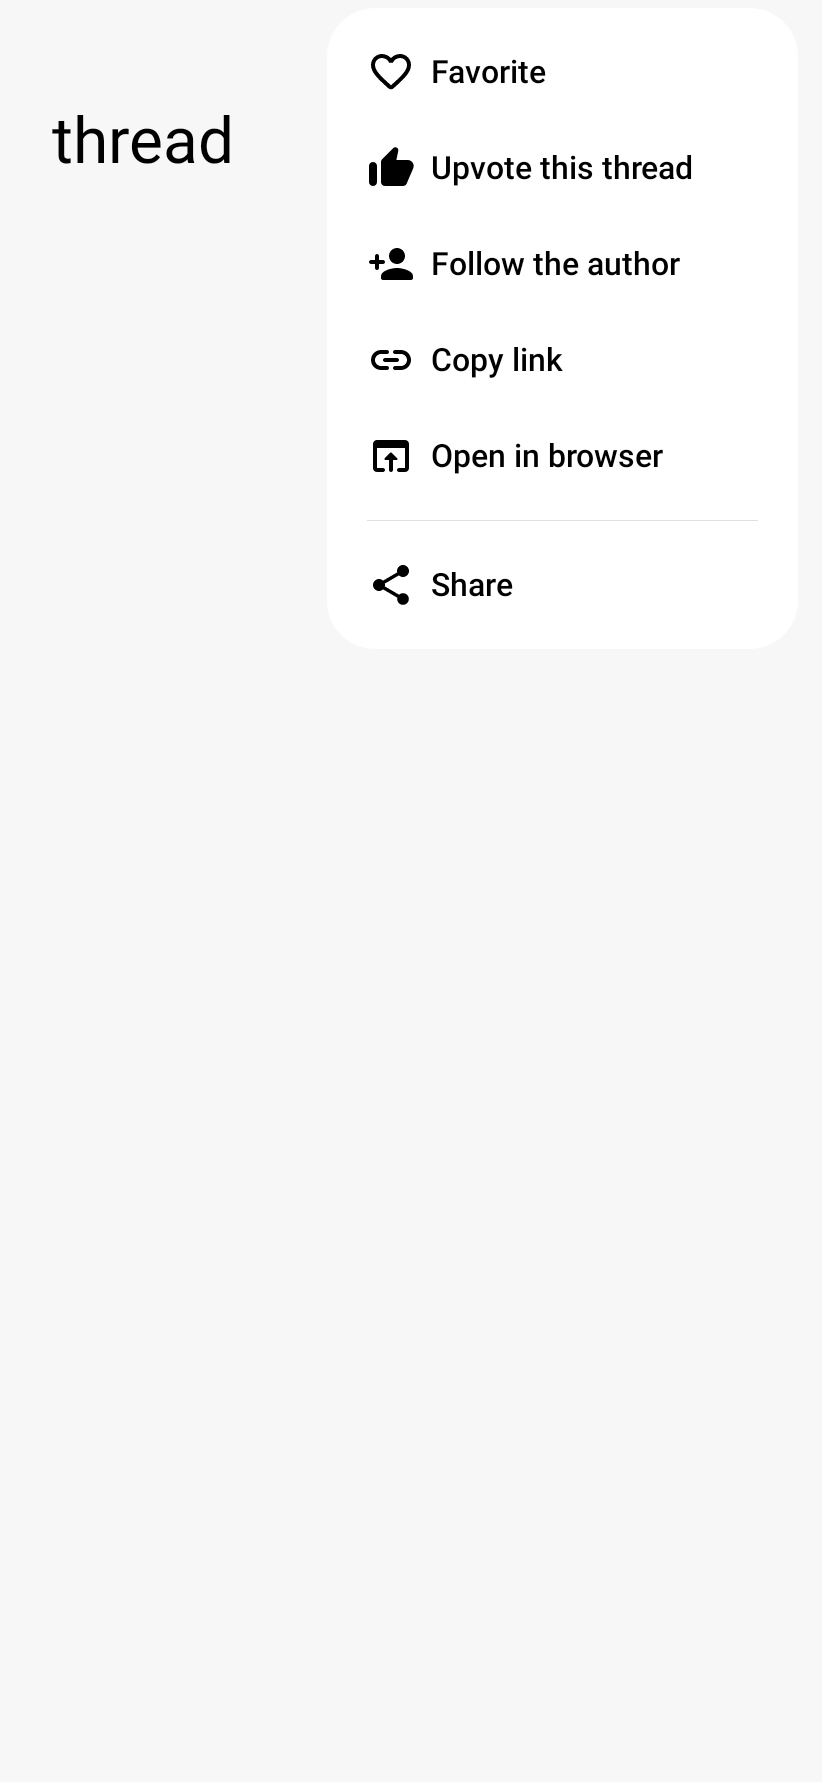 thread
Favorite
Upvote this thread
Follow the author
Copy link
Open in browser
Share